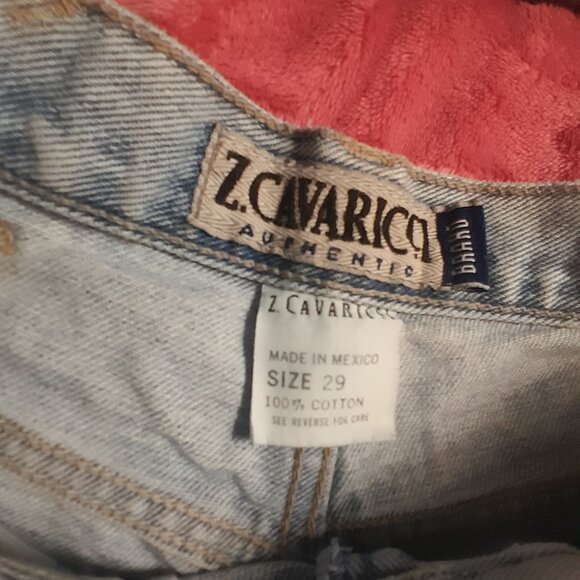 Z.CAVARICCI
AUTHENTIC
BRAND
Z. CAVARICCI
MADE IN MEXICO
SIZE 29
100% COTTON
SEE REVERSE FOR CARE